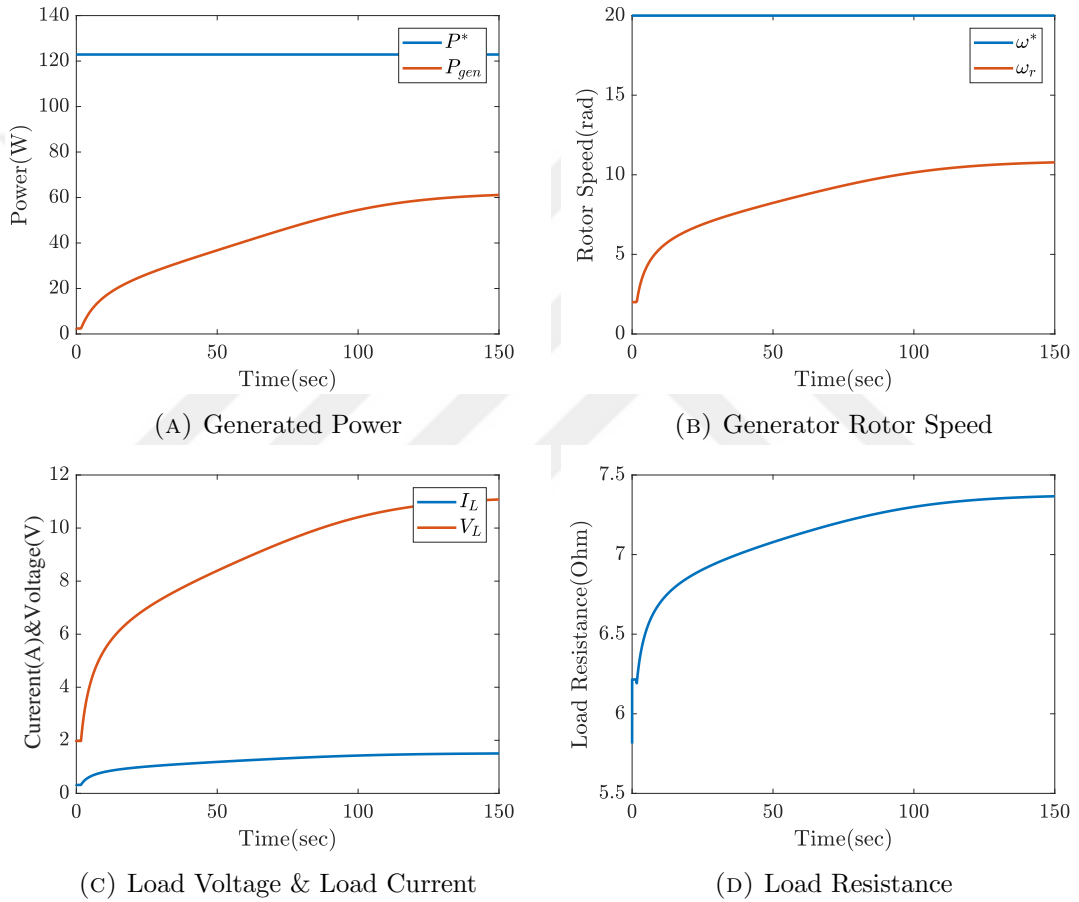 140
120
100
80
60
40
20
0
Power(W)
P*
P_gen
0 50 100 150
Time(sec)
(A) Generated Power
20
15
10
5
0
Rotor Speed(rad)
ω*
ω_r
0 50 100 150
Time(sec)
(B) Generator Rotor Speed
12
10
8
6
4
2
0
Curerent(A)&Voltage(V)
I_L
V_L
0 50 100 150
Time(sec)
(C) Load Voltage & Load Current
7.5
7
6.5
6
5.5
Load Resistance(Ohm)
0 50 100 150
Time(sec)
(D) Load Resistance